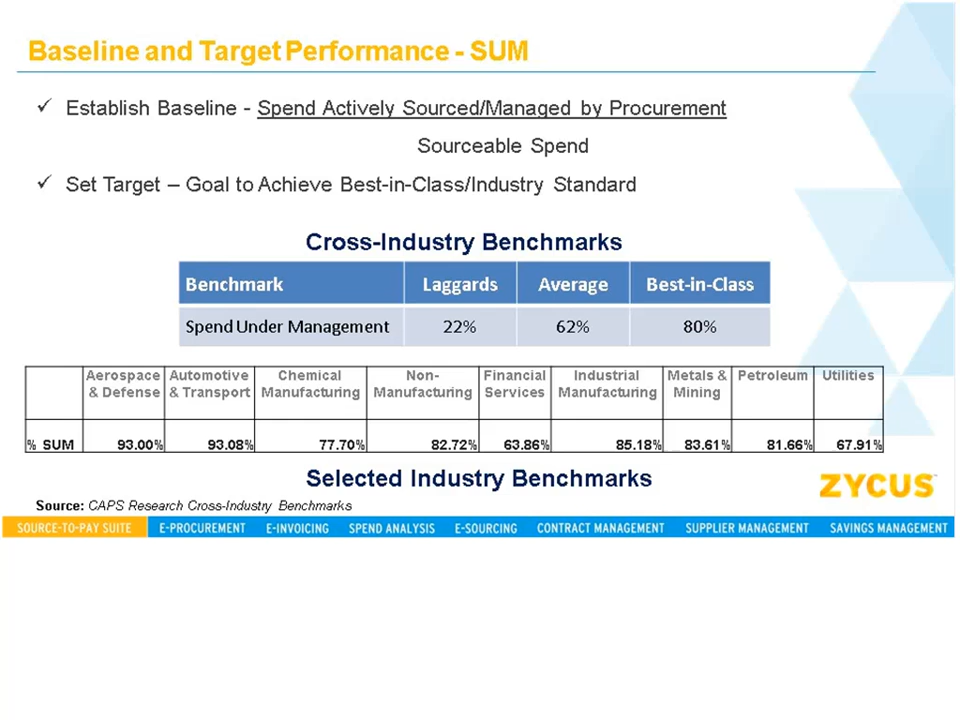 Baseline and Target Performance - SUM
✓ Establish Baseline - Spend Actively Sourced/Managed by Procurement
Sourceable Spend
✓ Set Target – Goal to Achieve Best-in-Class/Industry Standard
Cross-Industry Benchmarks
Benchmark Laggards Average Best-in-Class
Spend Under Management 22% 62% 80%
Aerospace Automotive Chemical Non- Financial Industrial Metals & Petroleum Utilities
& Defense & Transport Manufacturing Manufacturing Services Manufacturing Mining
% SUM 93.00% 93.08% 77.70% 82.72% 63.86% 85.18% 83.61% 81.66% 67.91%
Selected Industry Benchmarks
ZYCUS
Source: CAPS Research Cross-Industry Benchmarks
SOURCE-TO-PAY SUITE E-PROCUREMENT E-INVOICING SPEND ANALYSIS E-SOURCING CONTRACT MANAGEMENT SUPPLIER MANAGEMENT SAVINGS MANAGEMENT